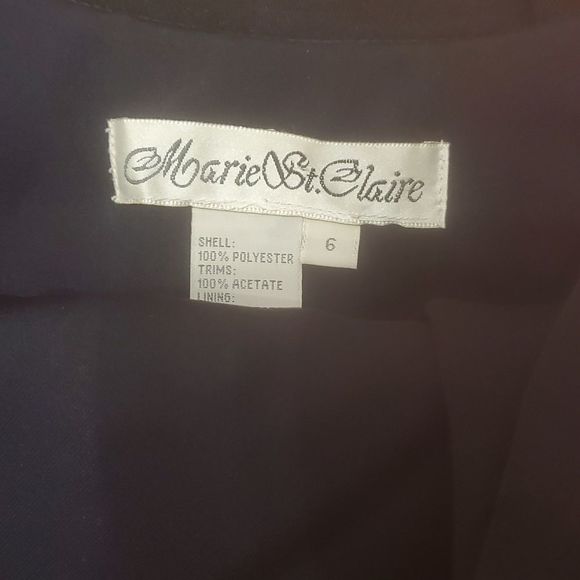 Marie St. Claire
SHELL:
100% POLYESTER
TRIMS:
100% ACETATE
LINING:
6